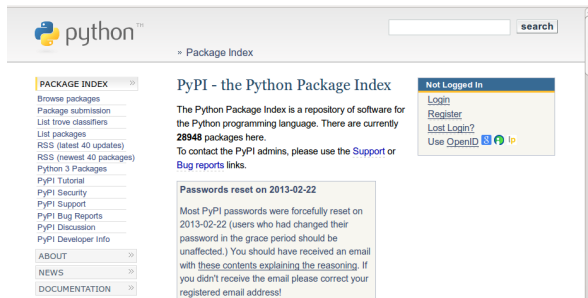 python™
search
» Package Index
PACKAGE INDEX »
Browse packages
Package submission
List trove classifiers
List packages
RSS (latest 40 updates)
RSS (newest 40 packages)
Python 3 Packages
PyPI Tutorial
PyPI Security
PyPI Support
PyPI Bug Reports
PyPI Discussion
PyPI Developer Info
ABOUT »
NEWS »
DOCUMENTATION »
PyPI - the Python Package Index
The Python Package Index is a repository of software for
the Python programming language. There are currently
28948 packages here.
To contact the PyPI admins, please use the Support or
Bug reports links.
Passwords reset on 2013-02-22
Most PyPI passwords were forcefully reset on
2013-02-22 (users who had changed their
password in the grace period should be
unaffected.) You should have received an email
with these contents explaining the reasoning. If
you didn't receive the email please correct your
registered email address!
Not Logged In
Login
Register
Lost Login?
Use OpenID